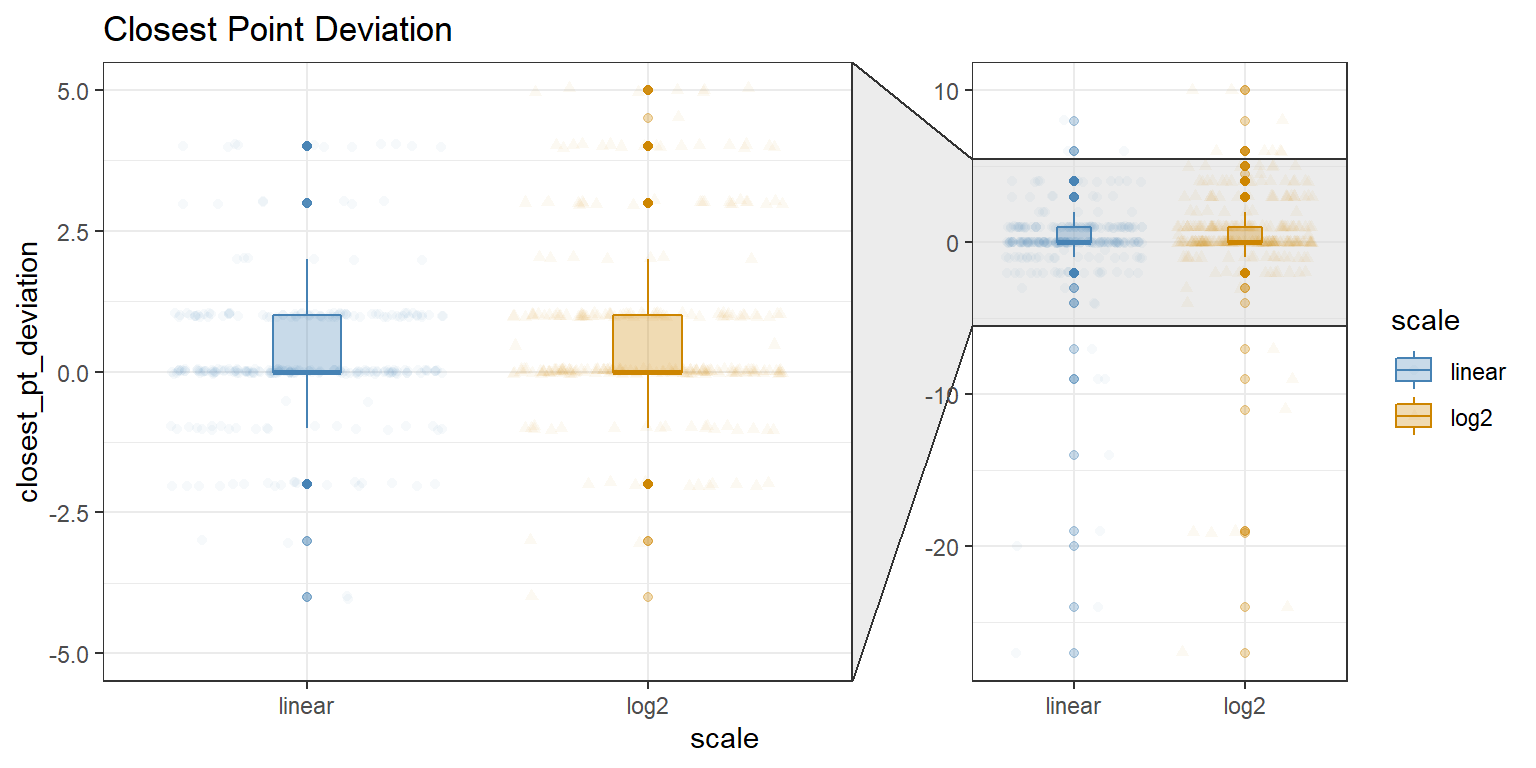 Closest Point Deviation
closest_pt_deviation
5.0
2.5
0.0
-2.5
-5.0
linear
log2
10
0
-10
-20
linear
log2
scale
scale
linear
log2